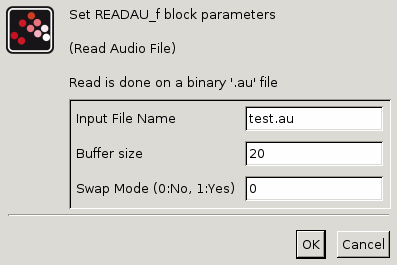 Set READAU_f block parameters
(Read Audio File)
Read is done on a binary '.au' file
Input File Name test.au
Buffer size 20
Swap Mode (0:No, 1:Yes) 0
OK Cancel